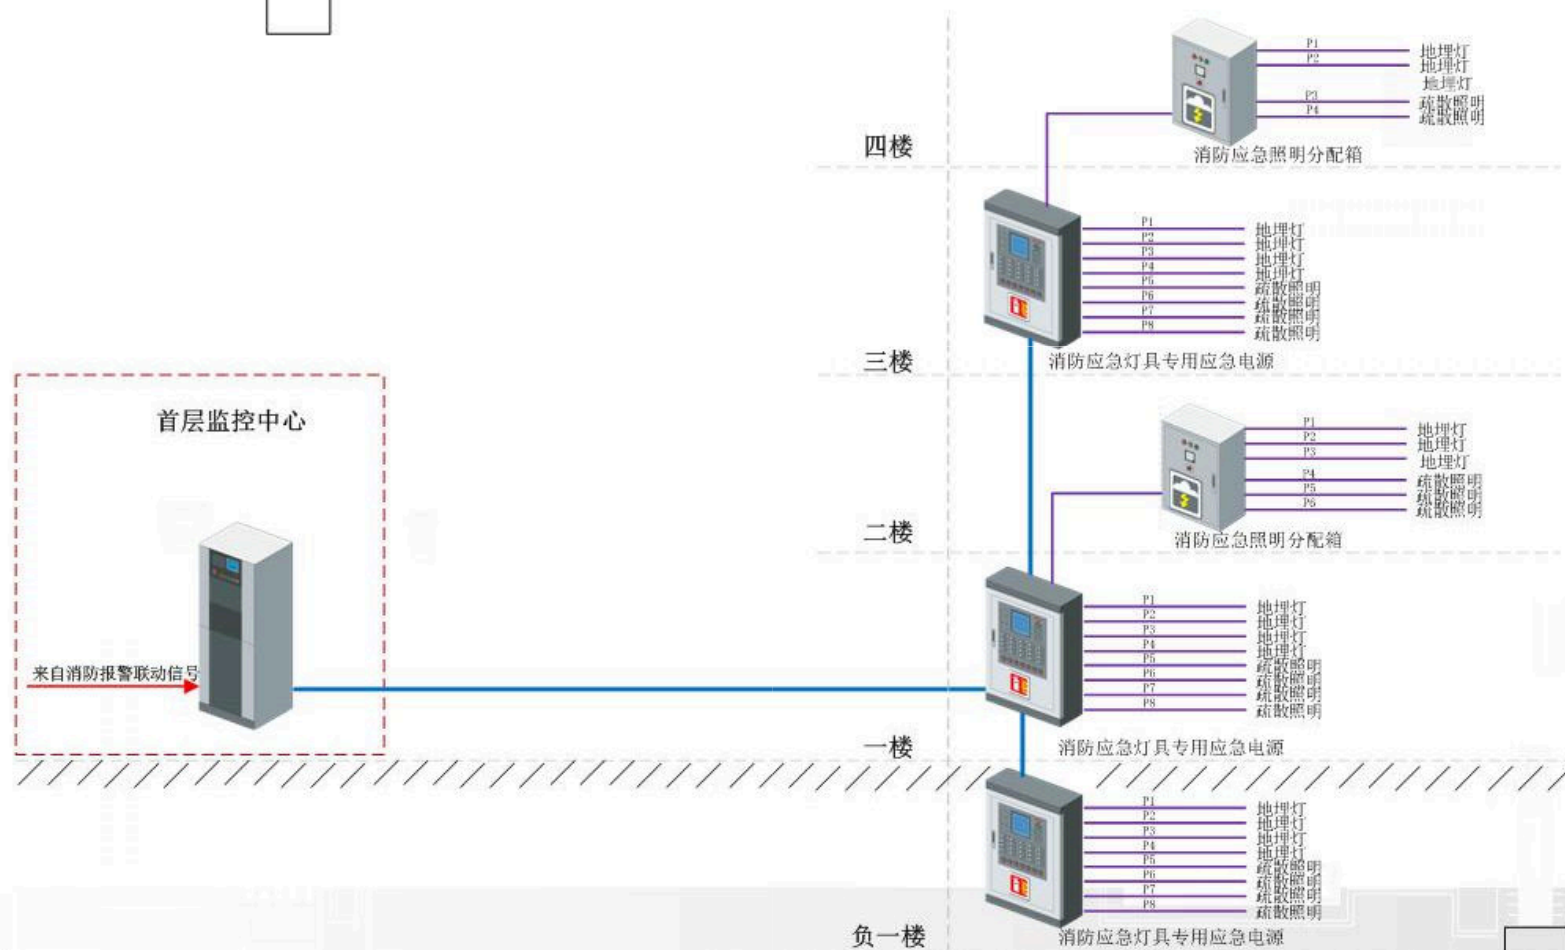 P1
地埋灯
P2
地埋灯
地埋灯
P3
疏散照明
P4
疏散照明
四楼
消防应急照明分配箱
P1
地埋灯
P2
地埋灯
P3
地埋灯
P4
地埋灯
P5
疏散照明
P6
疏散照明
P7
疏散照明
P8
疏散照明
三楼
消防应急灯具专用应急电源
首层监控中心
P1
地埋灯
P2
地埋灯
P3
地埋灯
P4
疏散照明
P5
疏散照明
P6
疏散照明
二楼
消防应急照明分配箱
P1
地埋灯
P2
地埋灯
P3
地埋灯
P4
地埋灯
P5
疏散照明
P6
疏散照明
P7
疏散照明
P8
疏散照明
来自消防报警联动信号
一楼
消防应急灯具专用应急电源
P1
地埋灯
P2
地埋灯
P3
地埋灯
P4
地埋灯
P5
疏散照明
P6
疏散照明
P7
疏散照明
P8
疏散照明
负一楼
消防应急灯具专用应急电源